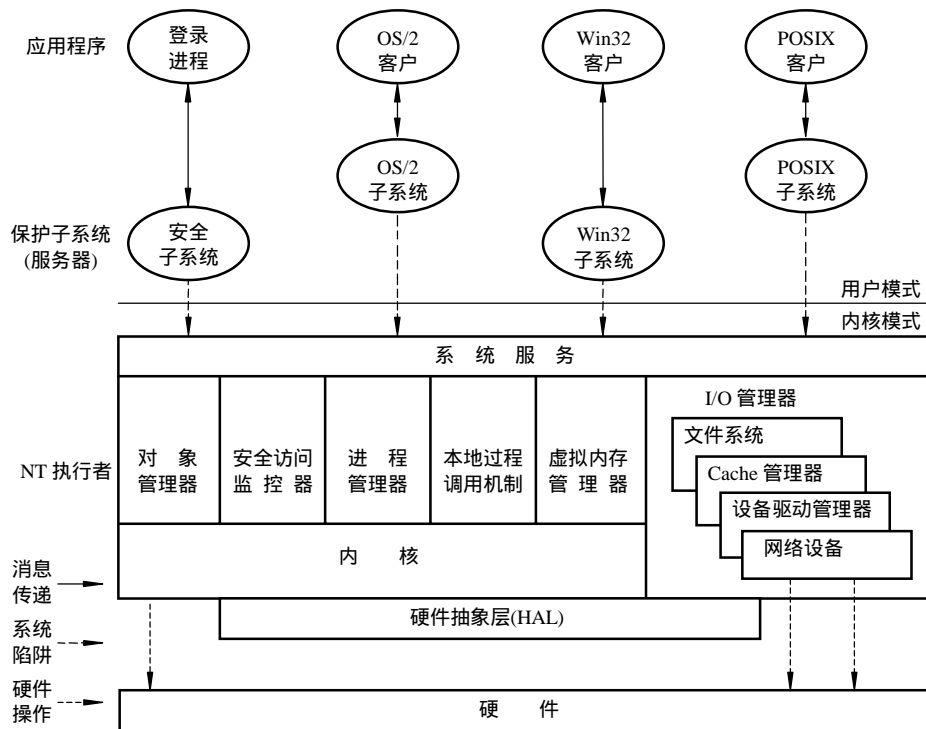 应用程序
登录
进程
OS/2
客户
Win32 客户
POSIX
客户
OS/2
子系统
POSIX
子系统
保护子系统
(服务器)
安全
子系统
Win32
子系统
用户模式
内核模式
系 统 服 务
I/O 管理器
NT 执行者
对 象
管理器
安全访问
监 控 器
进 程
管理器
本地过程
调用机制
虚拟内存
管 理 器
文件系统
Cache 管理器
设备驱动管理器
网络设备
内 核
消息
传递
硬件抽象层(HAL)
系统
陷阱
硬件
操作
硬 件